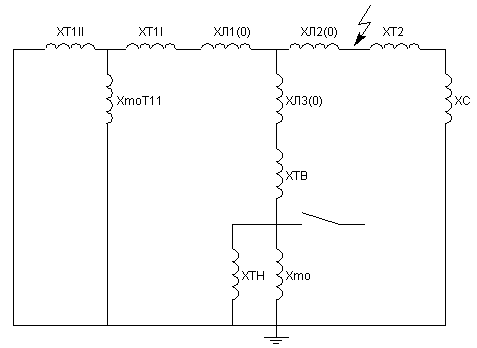 XT1II XT1I XЛ1(0) XЛ2(0) XT2
XmoT11 XЛ3(0) XC
XTB
XTH Xmo